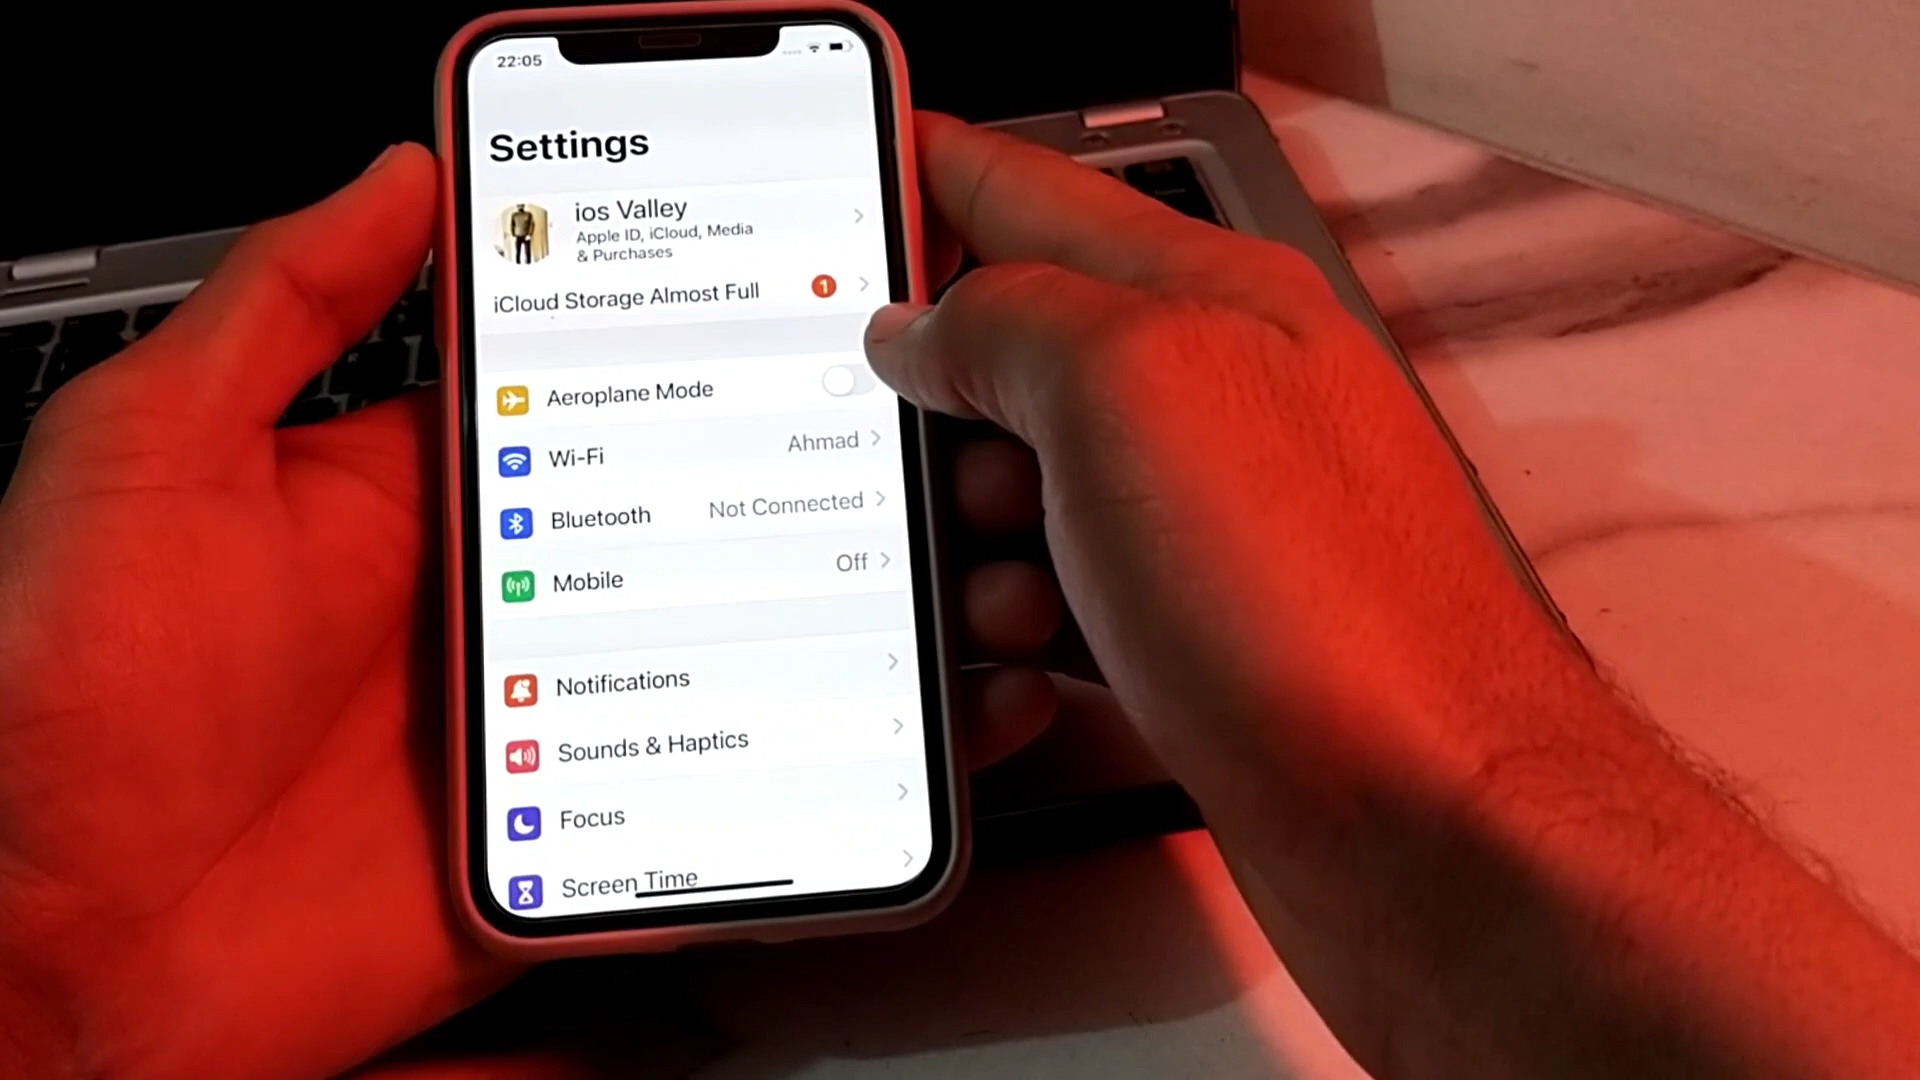 22:05
Settings
ios Valley
Apple ID, iCloud, Media
& Purchases
iCloud Storage Almost Full 1
Aeroplane Mode
Wi-Fi Ahmad
Bluetooth Not Connected
Mobile Off
Notifications
Sounds & Haptics
Focus
Screen Time